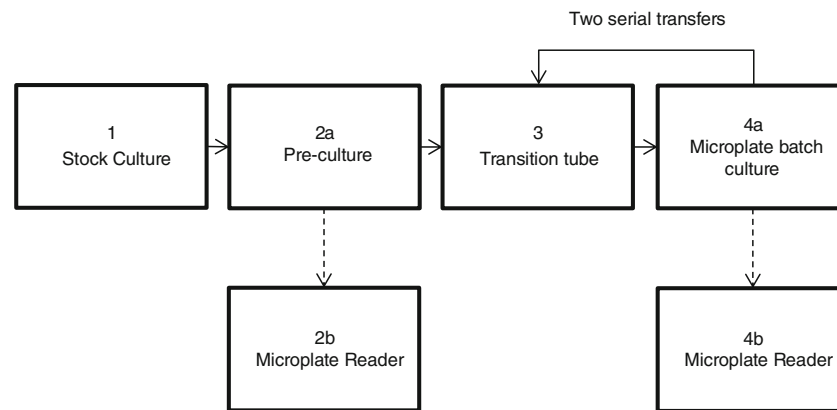 Two serial transfers
1
Stock Culture
2a
Pre-culture
3
Transition tube
4a
Microplate batch
culture
2b
Microplate Reader
4b
Microplate Reader